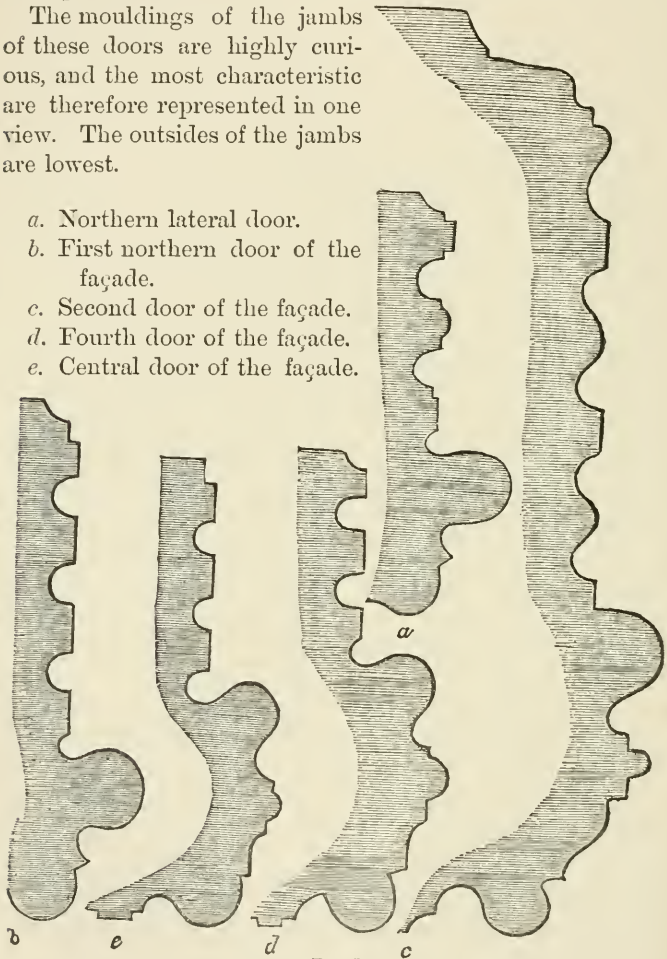 The mouldings of the jambs
of these doors are highly curi-
ous, and the most characteristic
are therefore represented in one
view. The outsides of the jambs
are lowest.
a. Northern lateral door.
b. First northern door of the
façade.
c. Second door of the façade.
d. Fourth door of the façade.
e. Central door of the façade.
a
b
e
d
c